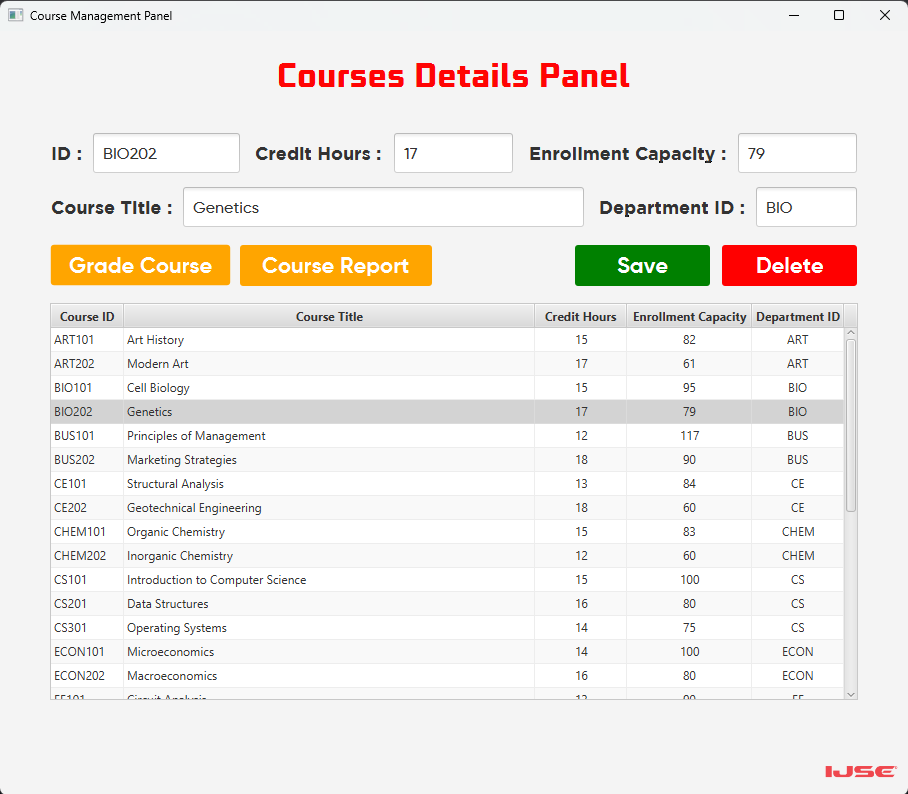 Course Management Panel
Courses Details Panel
ID : BIO202 Credit Hours : 17 Enrollment Capacity : 79
Course Title : Genetics Department ID : BIO
Grade Course Course Report Save Delete
Course ID Course Title Credit Hours Enrollment Capacity Department ID
ART101 Art History 15 82 ART
ART202 Modern Art 17 61 ART
BIO101 Cell Biology 15 95 BIO
BIO202 Genetics 17 79 BIO
BUS101 Principles of Management 12 117 BUS
BUS202 Marketing Strategies 18 90 BUS
CE101 Structural Analysis 13 84 CE
CE202 Geotechnical Engineering 18 60 CE
CHEM101 Organic Chemistry 15 83 CHEM
CHEM202 Inorganic Chemistry 12 60 CHEM
CS101 Introduction to Computer Science 15 100 CS
CS201 Data Structures 16 80 CS
CS301 Operating Systems 14 75 CS
ECON101 Microeconomics 14 100 ECON
ECON202 Macroeconomics 16 80 ECON
EE101 Circuit Analysis EE
IJSE